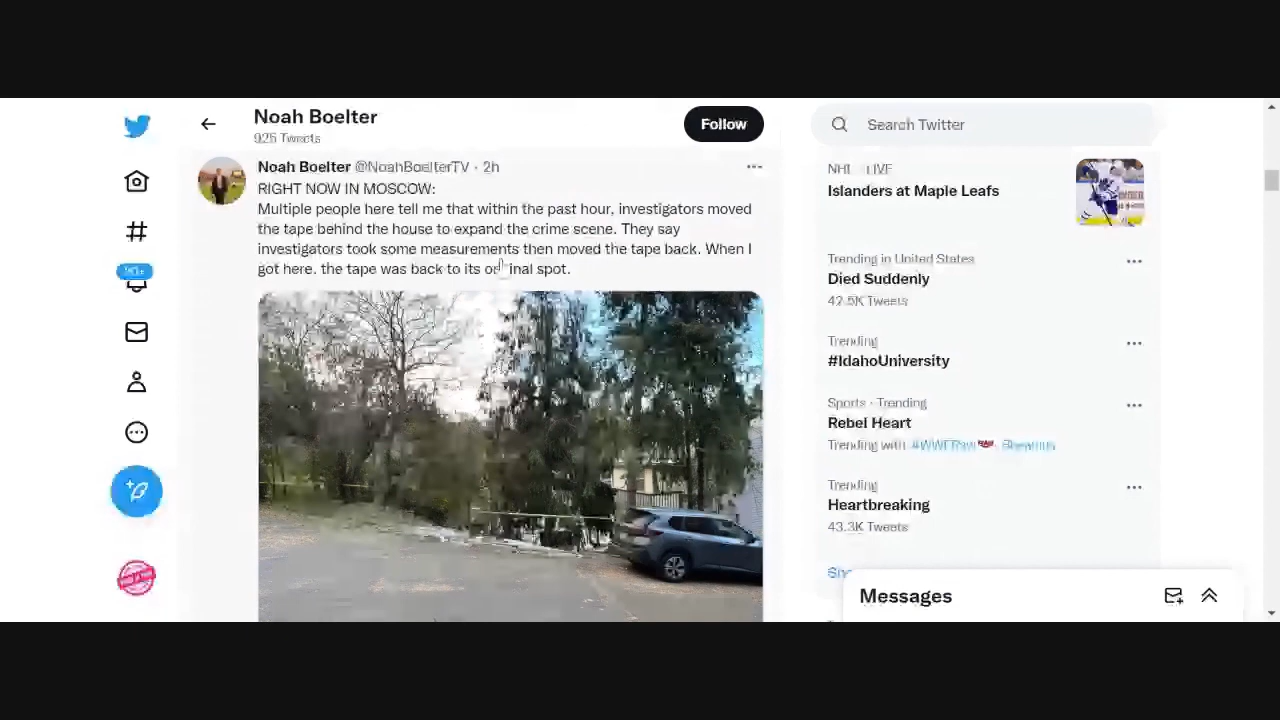 Noah Boelter
925 Tweets
Follow
Search Twitter
Noah Boelter @NoahBoelterTV · 2h
RIGHT NOW IN MOSCOW:
Multiple people here tell that within the past hour, investigators moved
the tape behind the house to expand the crime scene. They say
investigators took some measurements then moved the tape back. When I
got here. the tape was back to its spot.
NHL · LIVE
Islanders at Maple Leafs
Trending in United States
Died Suddenly
42.5K Tweets
Trending
#IdahoUniversity
Sports · Trending
Rebel Heart
Trending with #WWERaw
Trending
Heartbreaking
43.3K Tweets
Messages